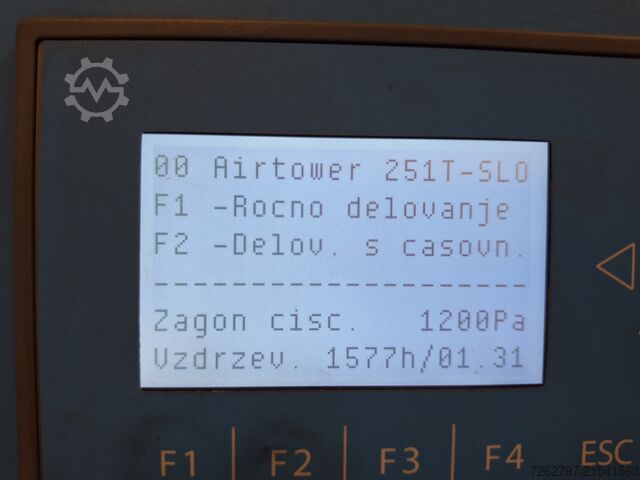 00 Airtower 251T-SLO
F1 -Rocno delovanje
F2 -Delov. s casovn.
--------------------
Zagon cisc. 1200Pa
Vzdrzev. 1577h/01.31
F1 F2 F3 F4 ESC
7262797-21541563